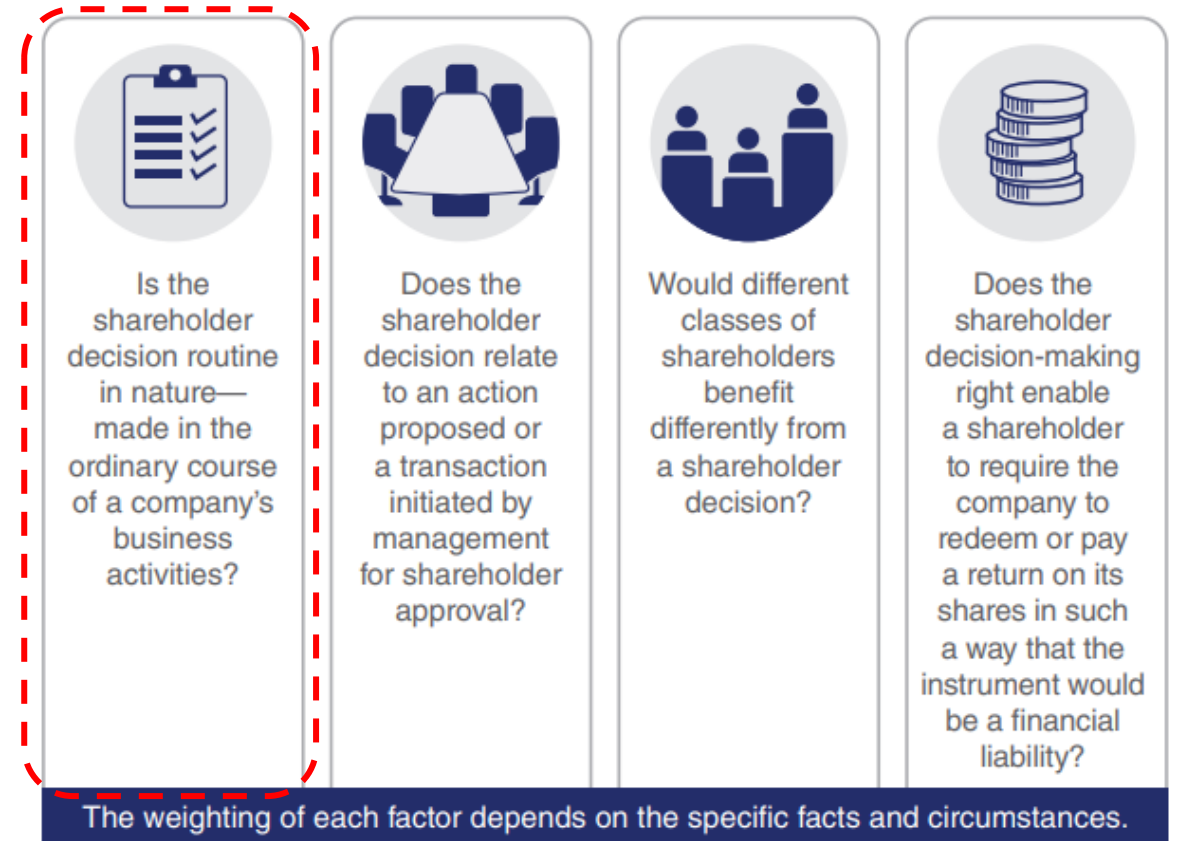 Is the
shareholder
decision routine
in nature—
made in the
ordinary course
of a company's
business
activities?
Does the
shareholder
decision relate
to an action
proposed or
a transaction
initiated by
management
for shareholder
approval?
Would different
classes of
shareholders
benefit
differently from
a shareholder
decision?
Does the
shareholder
decision-making
right enable
a shareholder
to require the
company to
redeem or pay
a return on its
shares in such
a way that the
instrument would
be a financial
liability?
The weighting of each factor depends on the specific facts and circumstances.